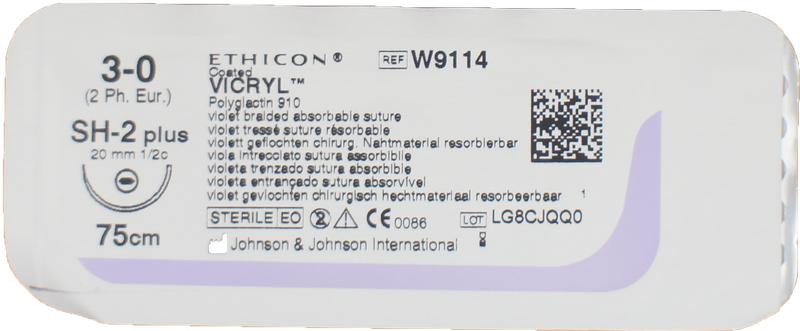 3-0
(2 Ph. Eur.)
SH-2 plus
20 mm 1/2c
75cm
ETHICON®
Coated
VICRYL™
Polyglactin 910
violet braided absorbable suture
violet tressé suture résorbable
violett geflochten chirurg. Nahtmaterial resorbierbar
viola intrecciato sutura assorbiblie
violeta trenzado sutura absorbible
violeta entrançado sutura absorvível
violet gevlochten chirurgisch hechtmateriaal resorbeerbaar 1
STERILE EO 2 CE 0086
Johnson & Johnson International
REF W9114
LOT LG8CJQQ0